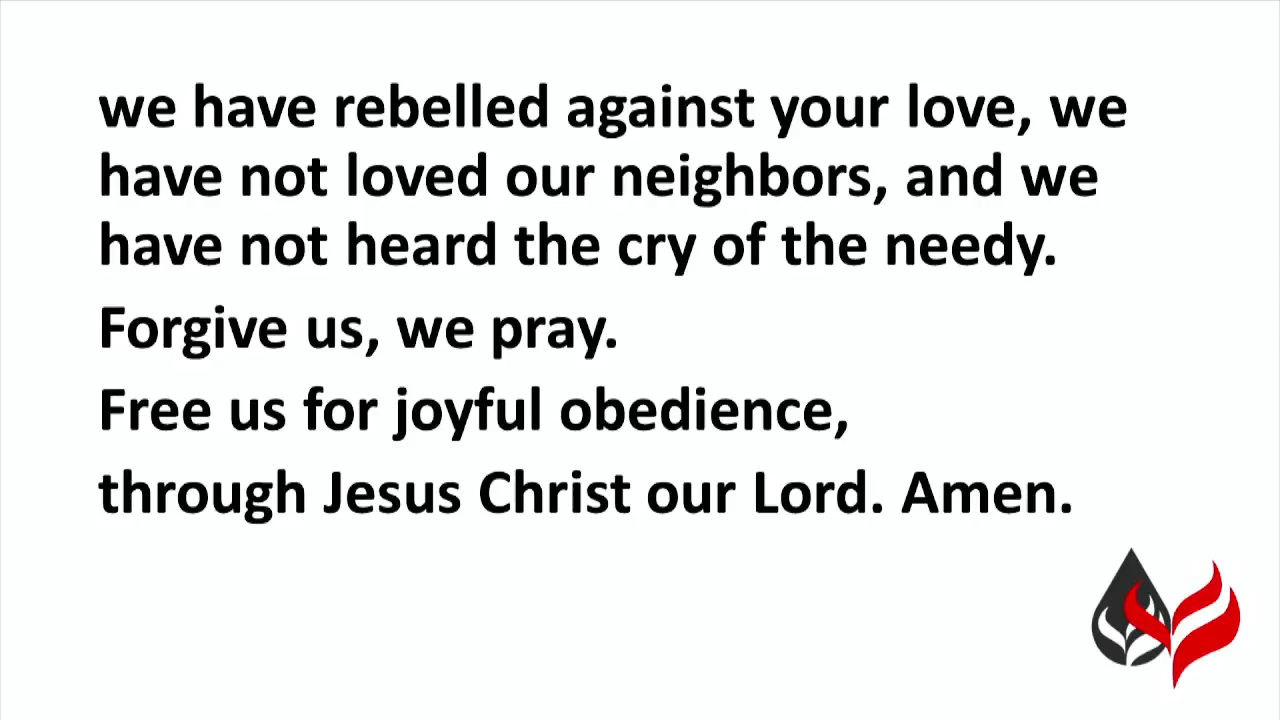 we have rebelled against your love, we
have not loved our neighbors, and we
have not heard the cry of the needy.
Forgive us, we pray.
Free us for joyful obedience,
through Jesus Christ our Lord. Amen.